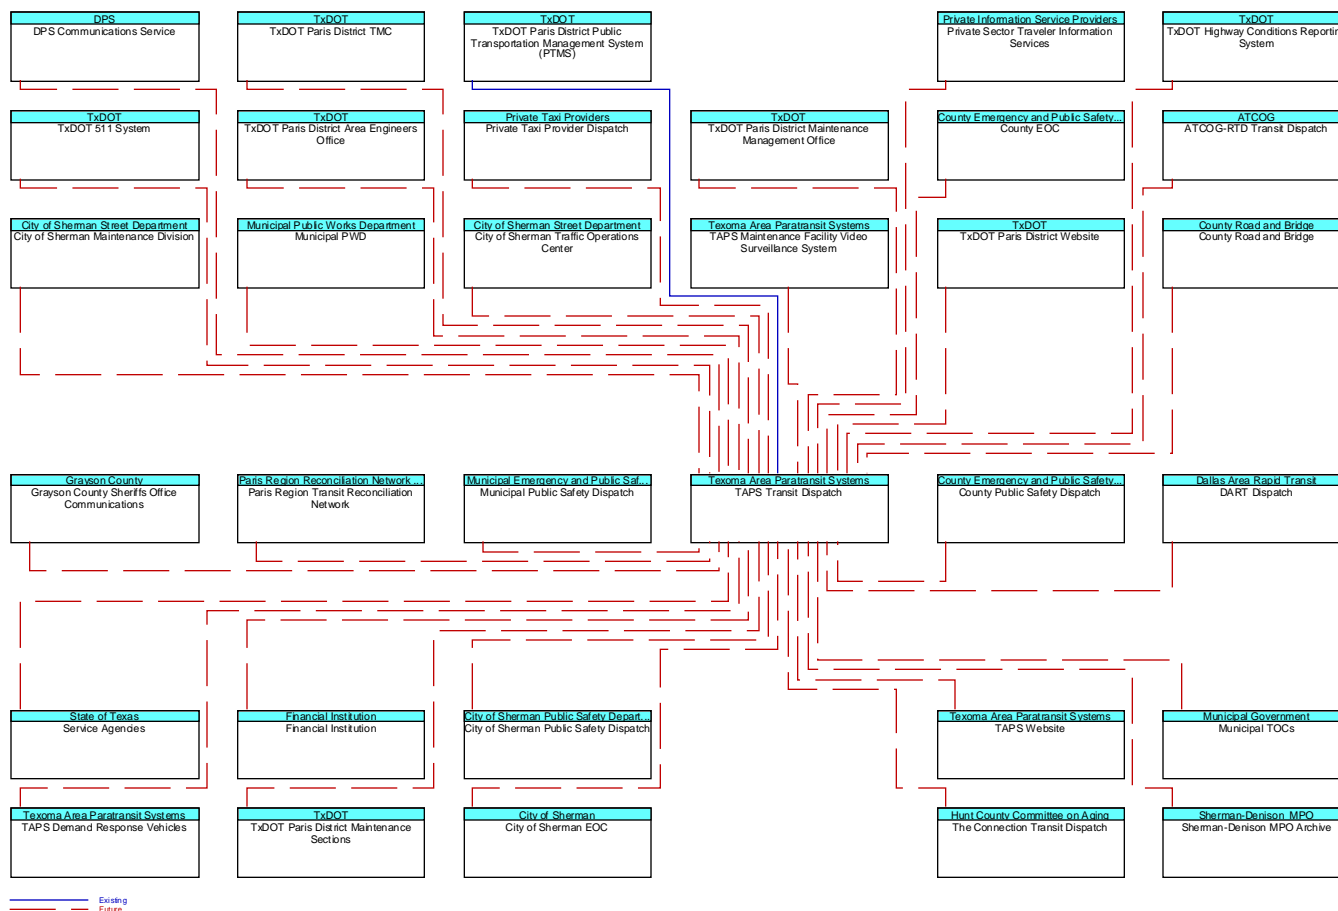 DPS
DPS Communications Service
TxDOT
TxDOT Paris District TMC
TxDOT
TxDOT Paris District Public
Transportation Management System
(PTMS)
Private Information Service Providers
Private Sector Traveler Information
Services
TxDOT
TxDOT Highway Conditions Reportin
System
TxDOT
TxDOT 511 System
TxDOT
TxDOT Paris District Area Engineers
Office
Private Taxi Providers
Private Taxi Provider Dispatch
TxDOT
TxDOT Paris District Maintenance
Management Office
County Emergency and Public Safety...
County EOC
ATCOG
ATCOG-RTD Transit Dispatch
City of Sherman Street Department
City of Sherman Maintenance Division
Municipal Public Works Department
Municipal PWD
City of Sherman Street Department
City of Sherman Traffic Operations
Center
Texoma Area Paratransit Systems
TAPS Maintenance Facility Video
Surveillance System
TxDOT
TxDOT Paris District Website
County Road and Bridge
County Road and Bridge
Grayson County
Grayson County Sheriffs Office
Communications
Paris Region Reconciliation Network ...
Paris Region Transit Reconciliation
Network
Municipal Emergency and Public Saf...
Municipal Public Safety Dispatch
Texoma Area Paratransit Systems
TAPS Transit Dispatch
County Emergency and Public Safety...
County Public Safety Dispatch
Dallas Area Rapid Transit
DART Dispatch
State of Texas
Service Agencies
Financial Institution
Financial Institution
City of Sherman Public Safety Depart...
City of Sherman Public Safety Dispatch
Texoma Area Paratransit Systems
TAPS Website
Municipal Government
Municipal TOCs
Texoma Area Paratransit Systems
TAPS Demand Response Vehicles
TxDOT
TxDOT Paris District Maintenance
Sections
City of Sherman
City of Sherman EOC
Hunt County Committee on Aging
The Connection Transit Dispatch
Sherman-Denison MPO
Sherman-Denison MPO Archive
Existing
Future